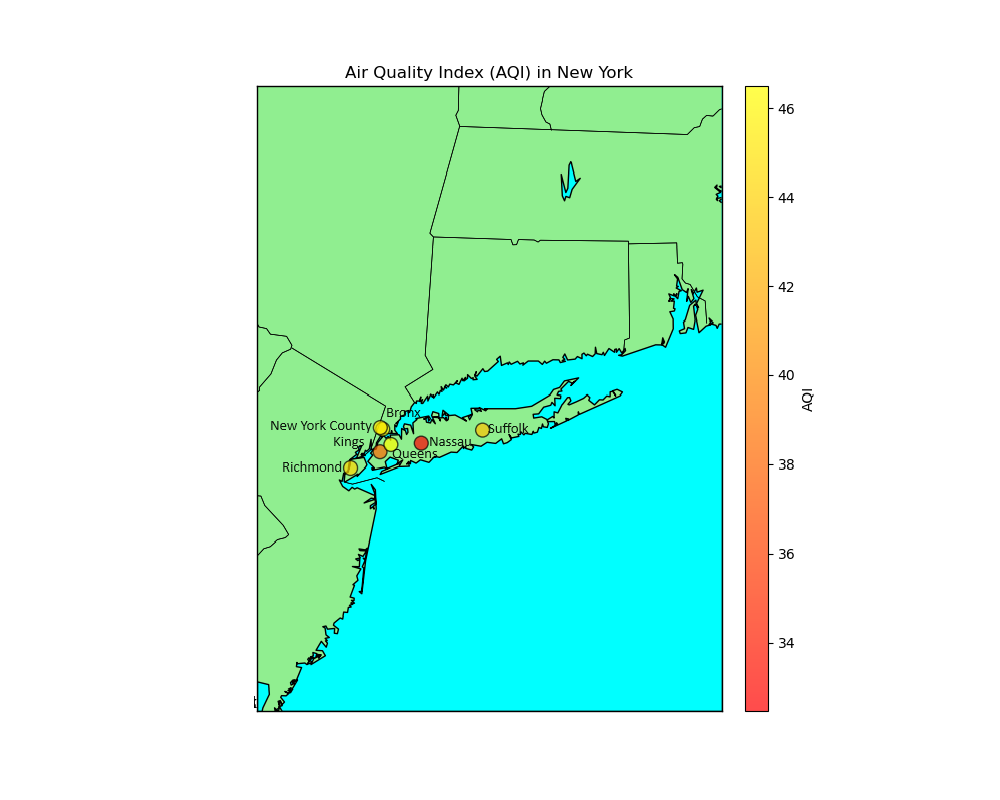 Air Quality Index (AQI) in New York
Bronx
New York County
Kings
Nassau
Suffolk
Queens
Richmond
46
44
42
40
38
36
34
AQI